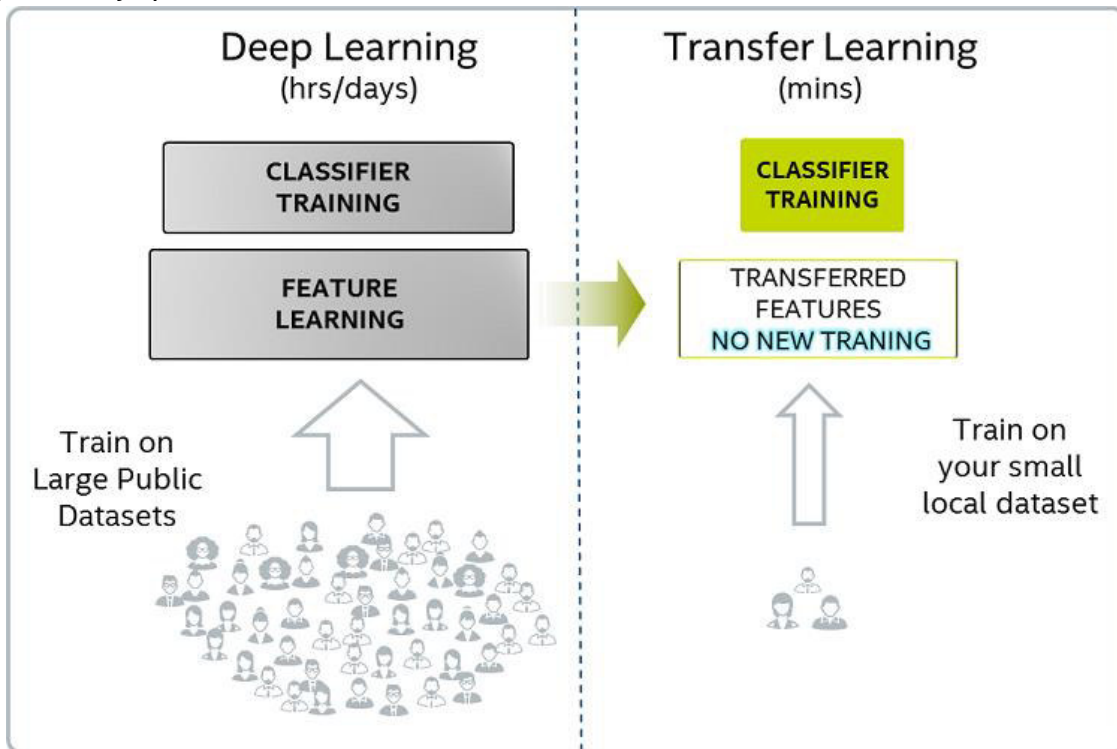 Deep Learning
(hrs/days)
CLASSIFIER
TRAINING
FEATURE
LEARNING
Train on
Large Public
Datasets
Transfer Learning
(mins)
CLASSIFIER
TRAINING
TRANSFERRED
FEATURES
NO NEW TRANING
Train on
your small
local dataset